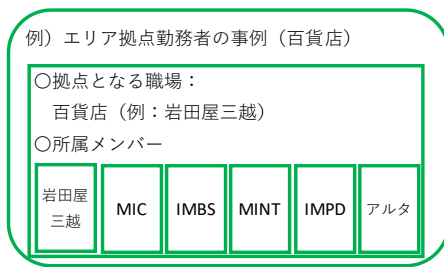 例）エリア拠点勤務者の事例（百貨店）
〇拠点となる職場：
百貨店（例：岩田屋三越）
〇所属メンバー
岩田屋
三越
MIC
IMBS
MINT
IMPD
アルタ